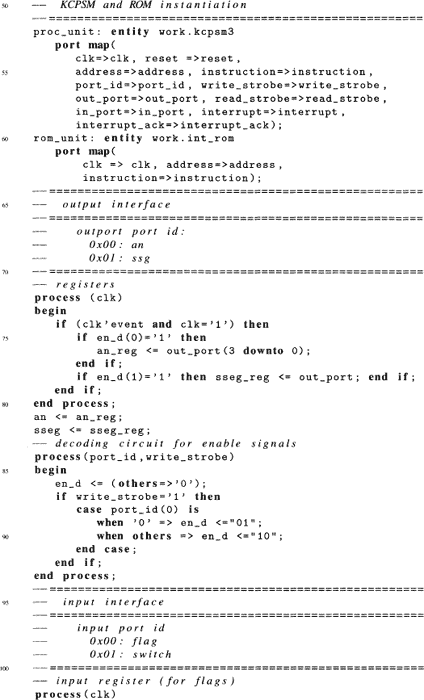 50 -- KCPSM and ROM instantiation
--=====================================================
proc_unit: entity work.kcpsm3
port map(
clk=>clk, reset =>reset,
55 address=>address, instruction=>instruction,
port_id=>port_id, write_strobe=>write_strobe,
out_port=>out_port, read_strobe=>read_strobe,
in_port=>in_port, interrupt=>interrupt,
interrupt_ack=>interrupt_ack);
60 rom_unit: entity work.int_rom
port map(
clk => clk, address=>address,
instruction=>instruction);
--=====================================================
65 -- output interface
--=====================================================
-- outport port id:
-- 0x00: an
-- 0x01: ssg
70 --=====================================================
-- registers
process (clk)
begin
if (clk'event and clk='1') then
75 if en_d(0)='1' then
an_reg <= out_port(3 downto 0);
end if;
if en_d(1)='1' then sseg_reg <= out_port; end if;
end if;
80 end process;
an <= an_reg;
sseg <= sseg_reg;
-- decoding circuit for enable signals
process(port_id,write_strobe)
85 begin
en_d <= (others=>'0');
if write_strobe='1' then
case port_id(0) is
when '0' => en_d <="01";
90 when others => en_d <="10";
end case;
end if;
end process;
--=====================================================
95 -- input interface
--=====================================================
-- input port id
-- 0x00: flag
-- 0x01: switch
100 --=====================================================
-- input register (for flags)
process(clk)